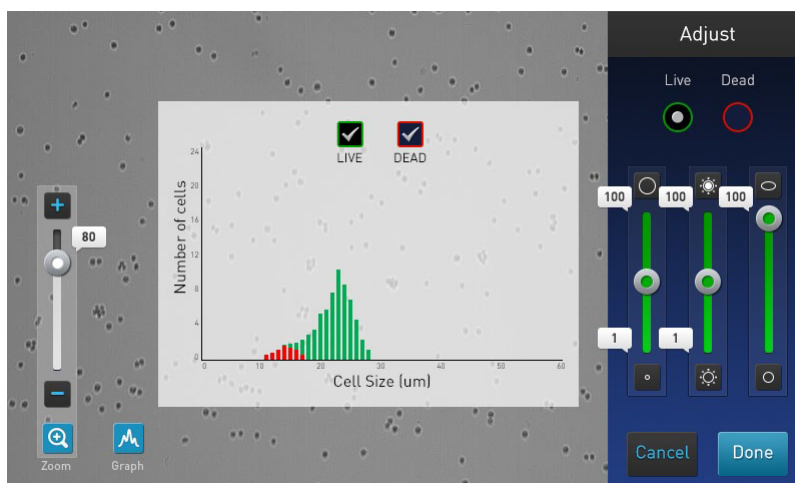 Adjust
Live Dead
LIVE DEAD
24
20
16
12
8
4
0
Number of cells
0 10 20 30 40 50 60
Cell Size (um)
+
80
−
Zoom Graph
100 100 100
1 1
Cancel Done